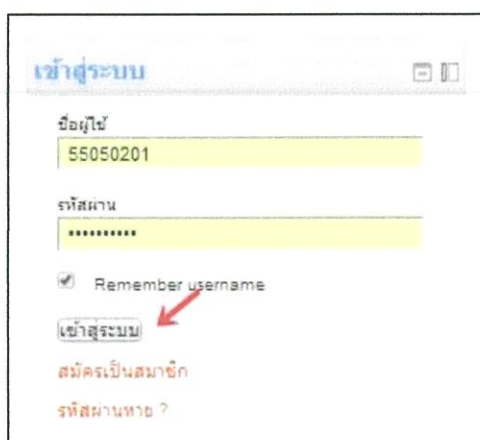 เข้าสู่ระบบ
ชื่อผู้ใช้
55050201
รหัสผ่าน
••••••••••
Remember username
เข้าสู่ระบบ
สมัครเป็นสมาชิก
รหัสผ่านหาย ?